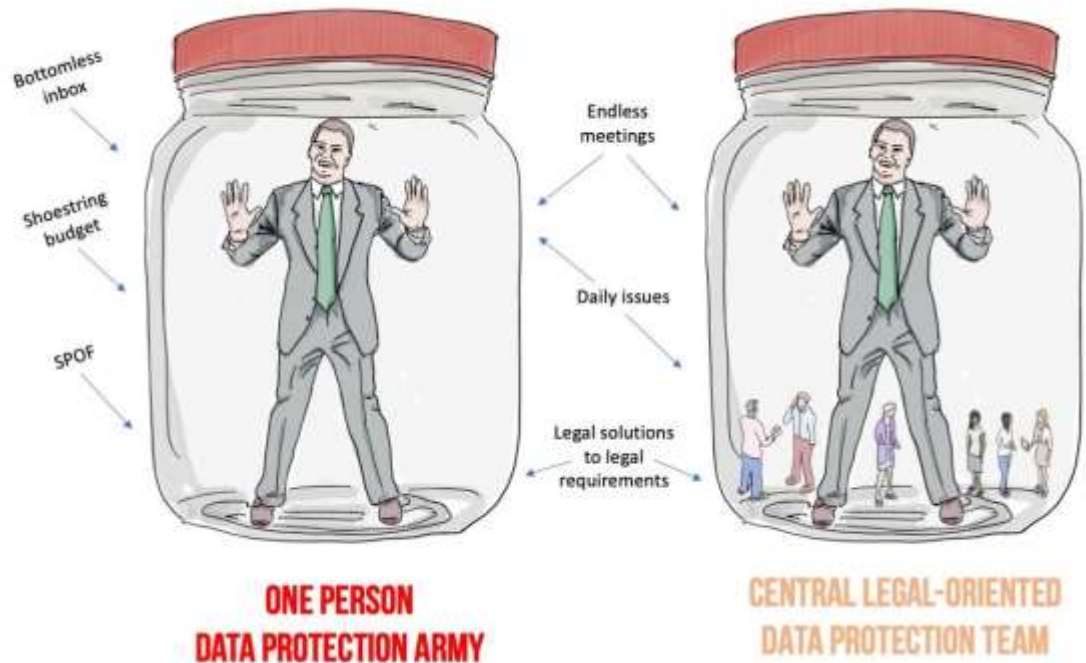 Bottomless
inbox
Shoestring
budget
SPOF
Endless
meetings
Daily issues
Legal solutions
to legal
requirements
ONE PERSON
DATA PROTECTION ARMY
CENTRAL LEGAL-ORIENTED
DATA PROTECTION TEAM